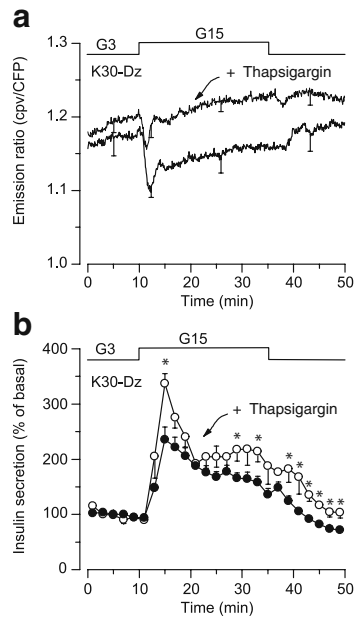 a
G3 G15
K30-Dz
+ Thapsigargin
Emission ratio (cpv/CFP)
1.3
1.2
1.1
1.0
0 10 20 30 40 50
Time (min)
b
G3 G15
K30-Dz
+ Thapsigargin
Insulin secretion (% of basal)
400
300
200
100
0
* * * * * * * *
0 10 20 30 40 50
Time (min)